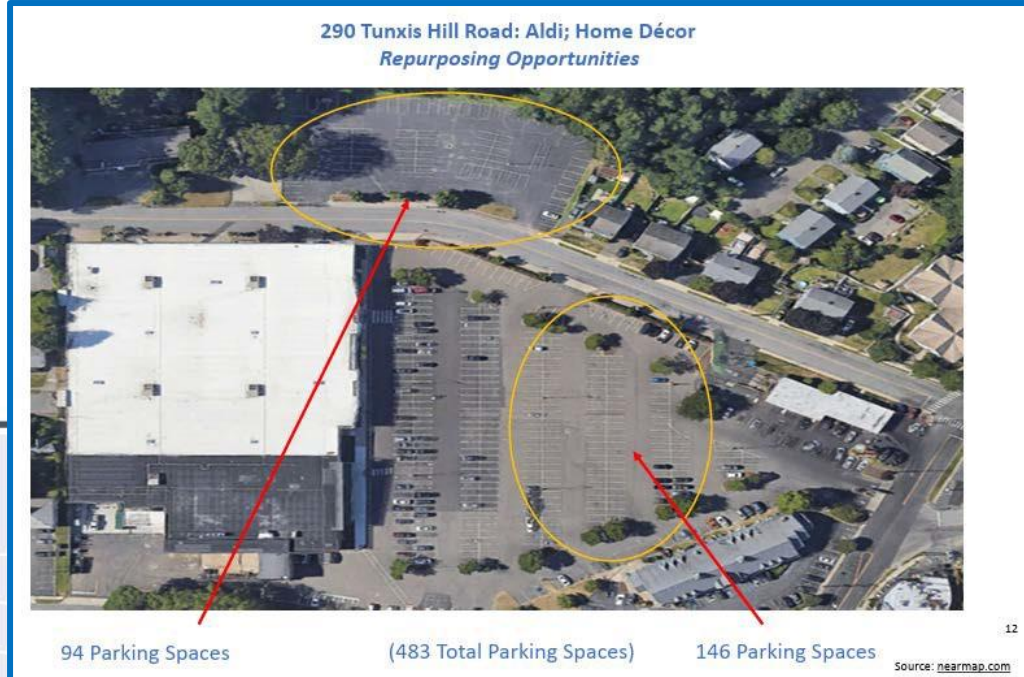 290 Tunxis Hill Road: Aldi; Home Décor
Repurposing Opportunities
94 Parking Spaces
(483 Total Parking Spaces)
146 Parking Spaces
12
Source: nearmap.com